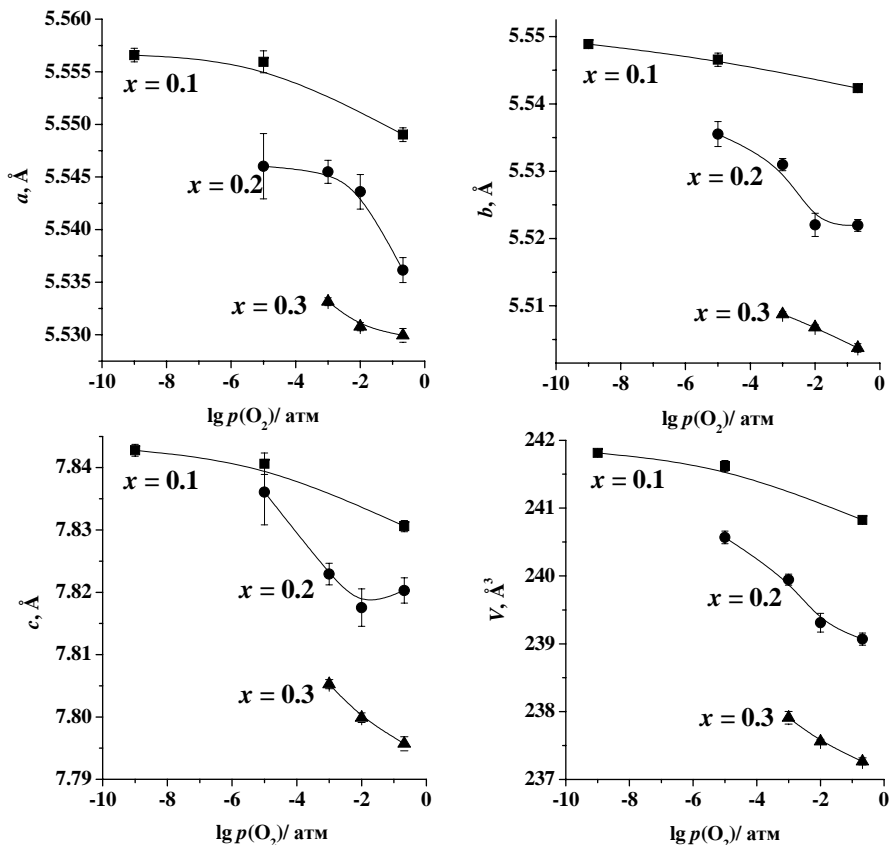 5.560
5.555
5.550
5.545
5.540
5.535
5.530
a, Å
x = 0.1
x = 0.2
x = 0.3
-10 -8 -6 -4 -2 0
lg p(O₂)/ атм
5.55
5.54
5.53
5.52
5.51
5.50
b, Å
x = 0.1
x = 0.2
x = 0.3
-10 -8 -6 -4 -2 0
lg p(O₂)/ атм
7.84
7.83
7.82
7.81
7.80
7.79
c, Å
x = 0.1
x = 0.2
x = 0.3
-10 -8 -6 -4 -2 0
lg p(O₂)/ атм
242
241
240
239
238
237
V, Å³
x = 0.1
x = 0.2
x = 0.3
-10 -8 -6 -4 -2 0
lg p(O₂)/ атм